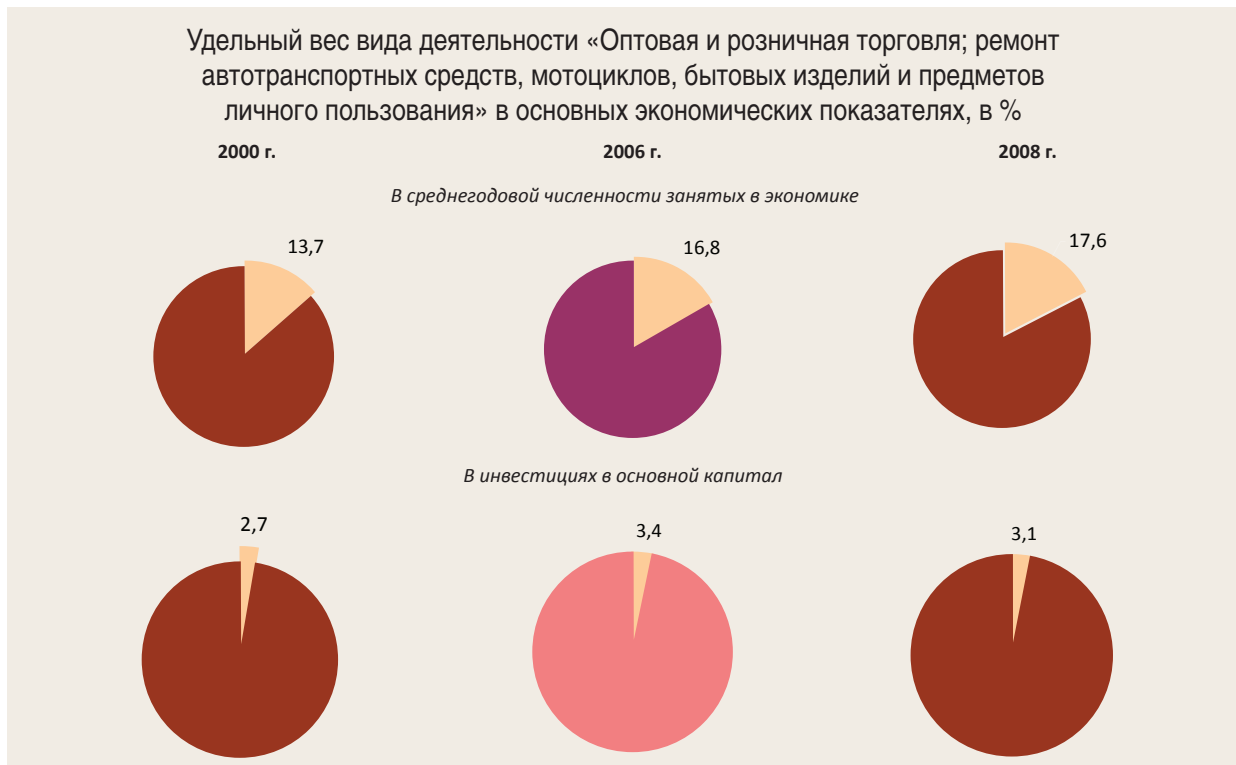 Удельный вес вида деятельности «Оптовая и розничная торговля; ремонт
автотранспортных средств, мотоциклов, бытовых изделий и предметов
личного пользования» в основных экономических показателях, в %
2000 г. 2006 г. 2008 г.
В среднегодовой численности занятых в экономике
13,7 16,8 17,6
В инвестициях в основной капитал
2,7 3,4 3,1